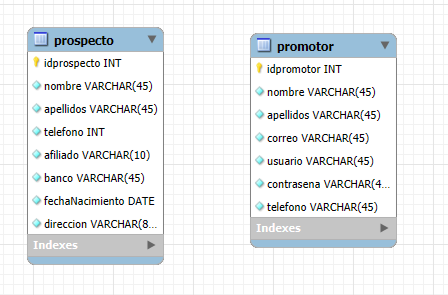 prospecto
idprospecto INT
nombre VARCHAR(45)
apellidos VARCHAR(45)
telefono INT
afiliado VARCHAR(10)
banco VARCHAR(45)
fechaNacimiento DATE
direccion VARCHAR(8...
Indexes
promotor
idpromotor INT
nombre VARCHAR(45)
apellidos VARCHAR(45)
correo VARCHAR(45)
usuario VARCHAR(45)
contrasena VARCHAR(4...
telefono VARCHAR(45)
Indexes